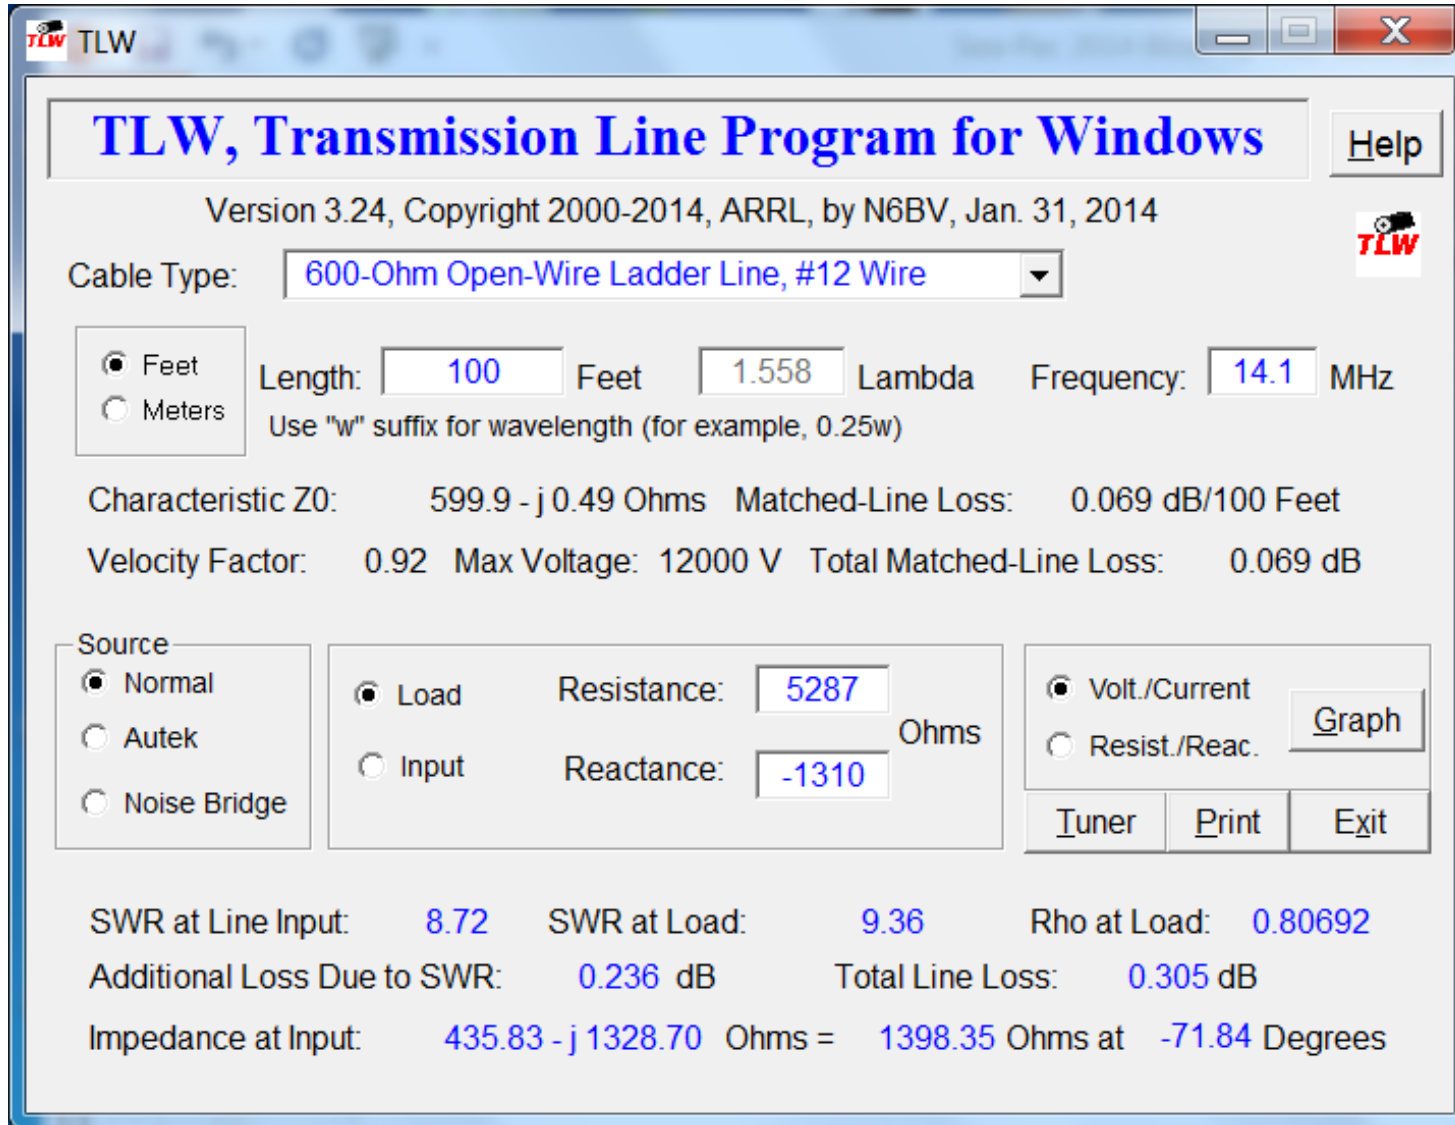 TLW TLW
TLW, Transmission Line Program for Windows
Help
Version 3.24, Copyright 2000-2014, ARRL, by N6BV, Jan. 31, 2014
TLW
Cable Type: 600-Ohm Open-Wire Ladder Line, #12 Wire
Feet
Meters
Length: 100 Feet 1.558 Lambda Frequency: 14.1 MHz
Use "w" suffix for wavelength (for example, 0.25w)
Characteristic Z0: 599.9 - j 0.49 Ohms Matched-Line Loss: 0.069 dB/100 Feet
Velocity Factor: 0.92 Max Voltage: 12000 V Total Matched-Line Loss: 0.069 dB
Source
Normal
Autek
Noise Bridge
Load
Input
Resistance: 5287
Ohms
Reactance: -1310
Volt./Current
Resist./Reac.
Graph
Tuner Print Exit
SWR at Line Input: 8.72 SWR at Load: 9.36 Rho at Load: 0.80692
Additional Loss Due to SWR: 0.236 dB Total Line Loss: 0.305 dB
Impedance at Input: 435.83 - j 1328.70 Ohms = 1398.35 Ohms at -71.84 Degrees